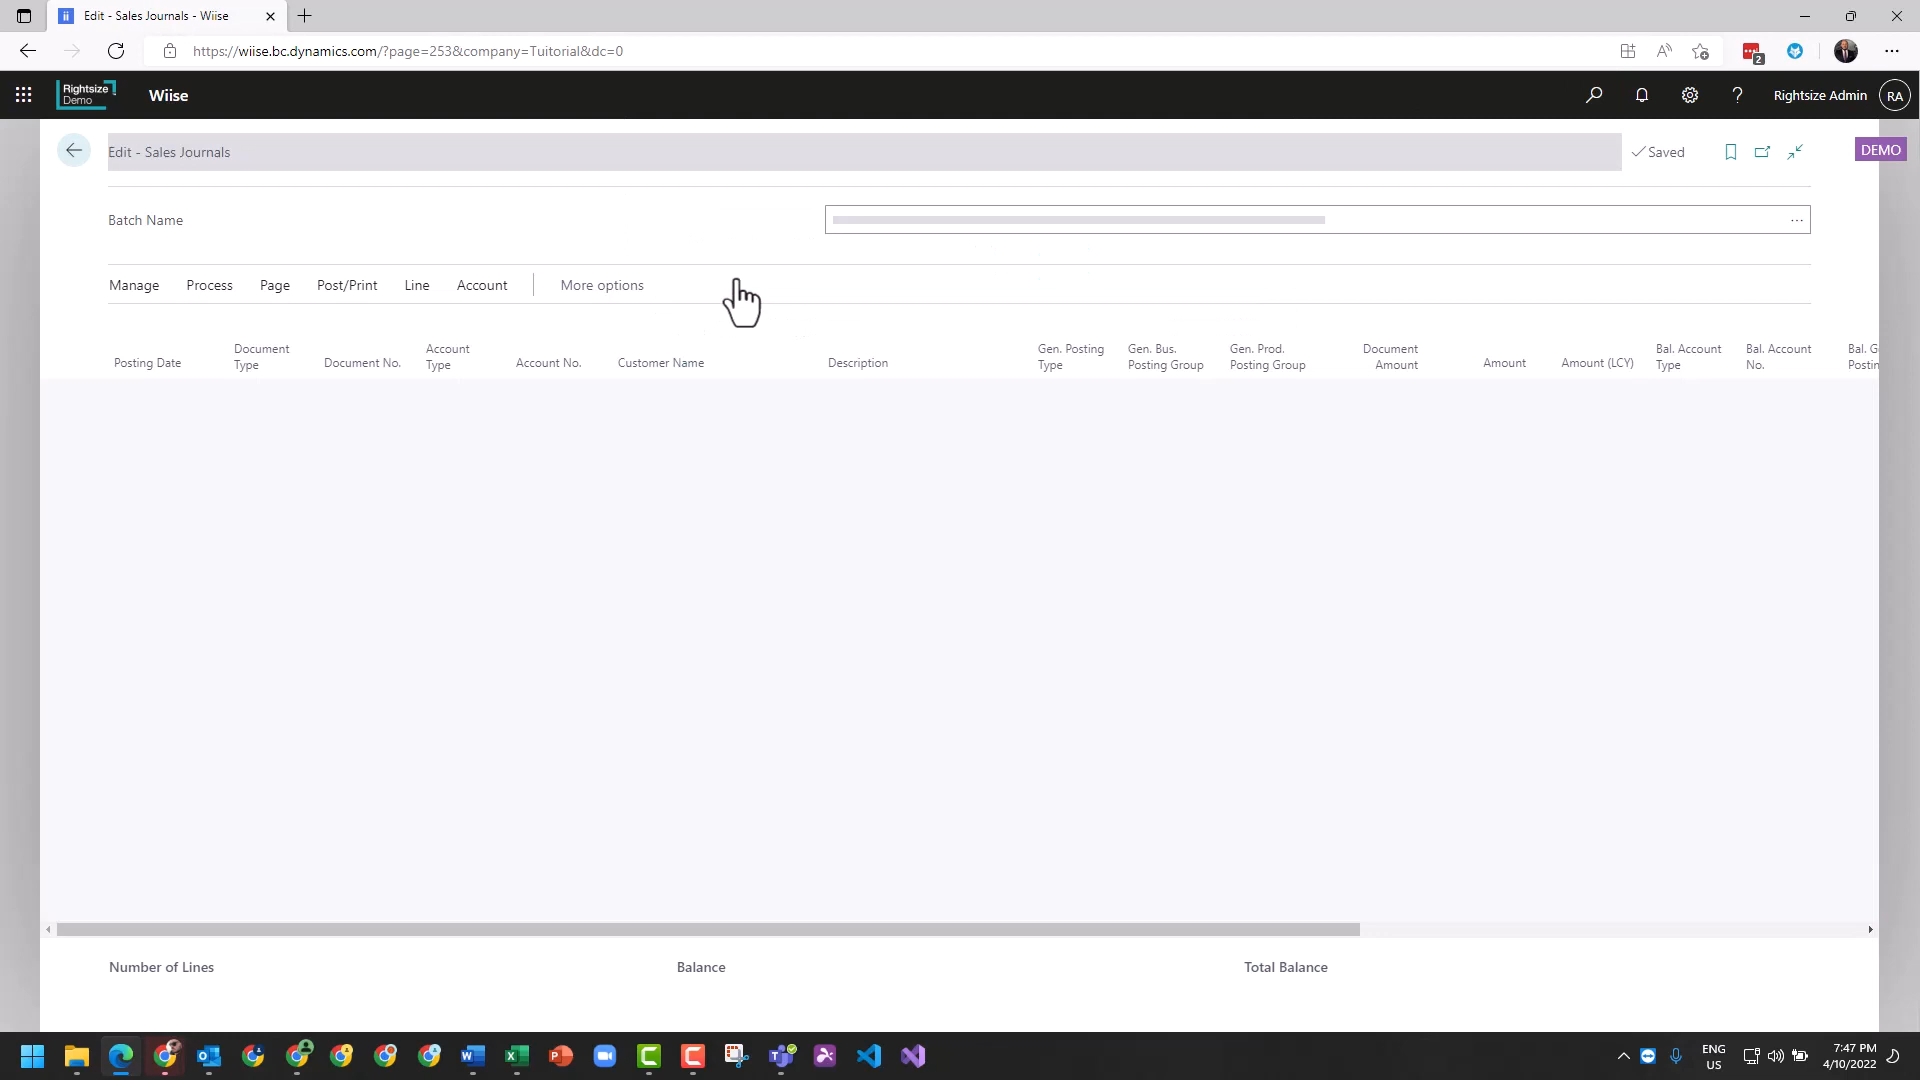 Edit - Sales Journals - Wiise
https://wiise.bc.dynamics.com/?page=253&company=Tuitorial&dc=0
2
Rightsize
Demo
Wiise
Rightsize Admin
RA
Edit - Sales Journals
Saved
DEMO
Batch Name
Manage
Process
Page
Post/Print
Line
Account
More options
Posting Date
Document
Type
Document No.
Account
Type
Account No.
Customer Name
Description
Gen. Posting
Type
Gen. Bus.
Posting Group
Gen. Prod.
Posting Group
Document
Amount
Amount
Amount (LCY)
Bal. Account
Type
Bal. Account
No.
Bal. G
Postin
Number of Lines
Balance
Total Balance
ENG
US
7:47 PM
4/10/2022